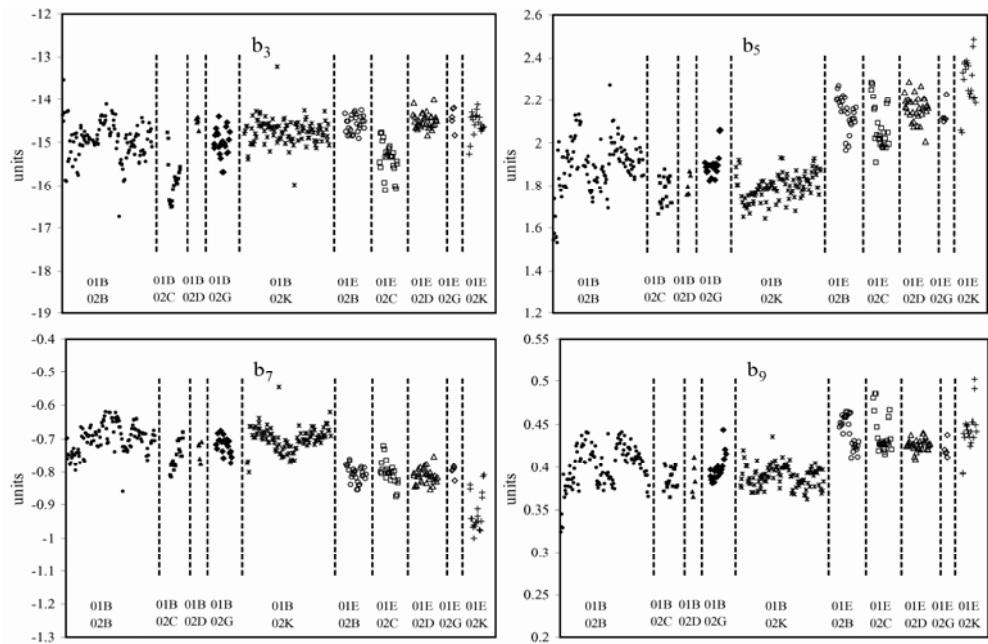 b3
units
-12
-13
-14
-15
-16
-17
-18
-19
01B 01B 01B 01B 01B 01E 01E 01E 01E 01E
02B 02C 02D 02G 02K 02B 02C 02D 02G 02K
b5
units
2.6
2.4
2.2
2
1.8
1.6
1.4
1.2
01B 01B 01B 01B 01B 01E 01E 01E 01E 01E
02B 02C 02D 02G 02K 02B 02C 02D 02G 02K
b7
units
-0.4
-0.5
-0.6
-0.7
-0.8
-0.9
-1
-1.1
-1.2
-1.3
01B 01B 01B 01B 01B 01E 01E 01E 01E 01E
02B 02C 02D 02G 02K 02B 02C 02D 02G 02K
b9
units
0.55
0.5
0.45
0.4
0.35
0.3
0.25
0.2
01B 01B 01B 01B 01B 01E 01E 01E 01E 01E
02B 02C 02D 02G 02K 02B 02C 02D 02G 02K